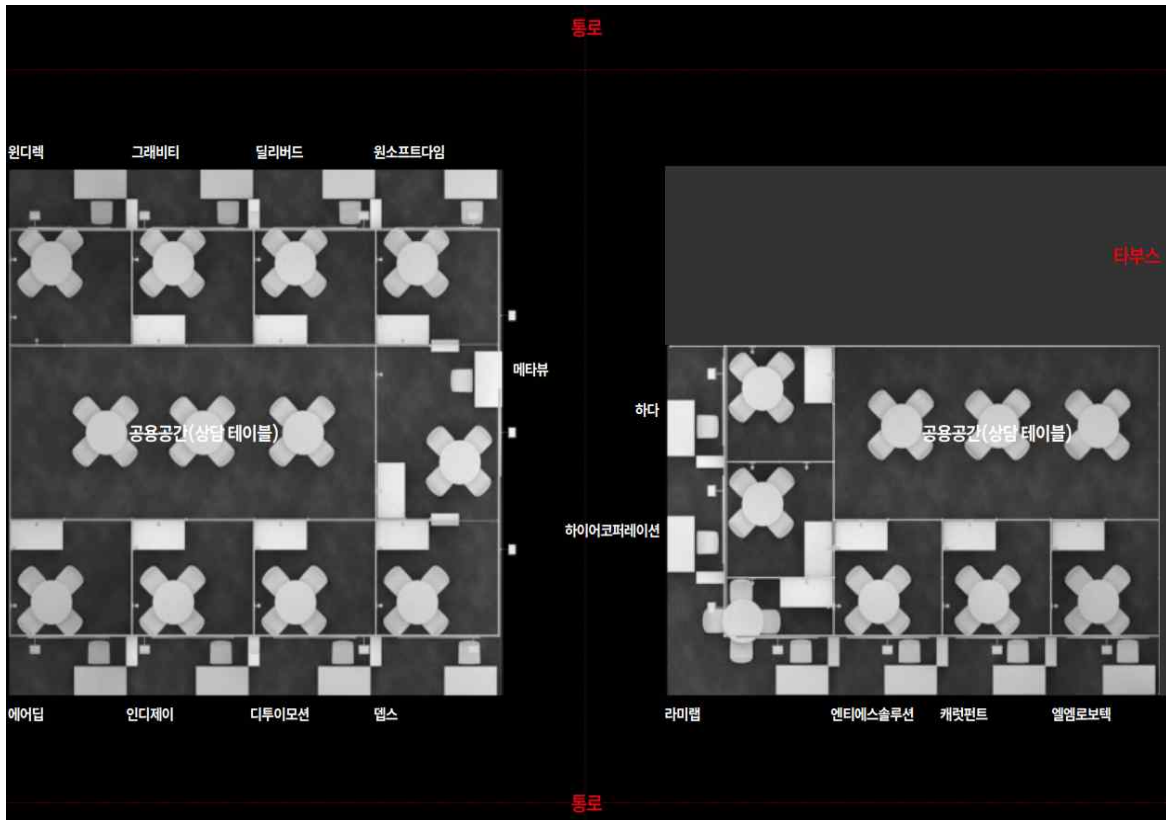 통로
윈디렉
그래비티
딜리버드
원소프트다임
타부스
메타뷰
하다
공용공간(상담 테이블)
공용공간(상담 테이블)
하이어코퍼레이션
에어딥
인디제이
디투이모션
뎁스
라미랩
엔티에스솔루션
캐럿펀트
엘엠로보텍
통로